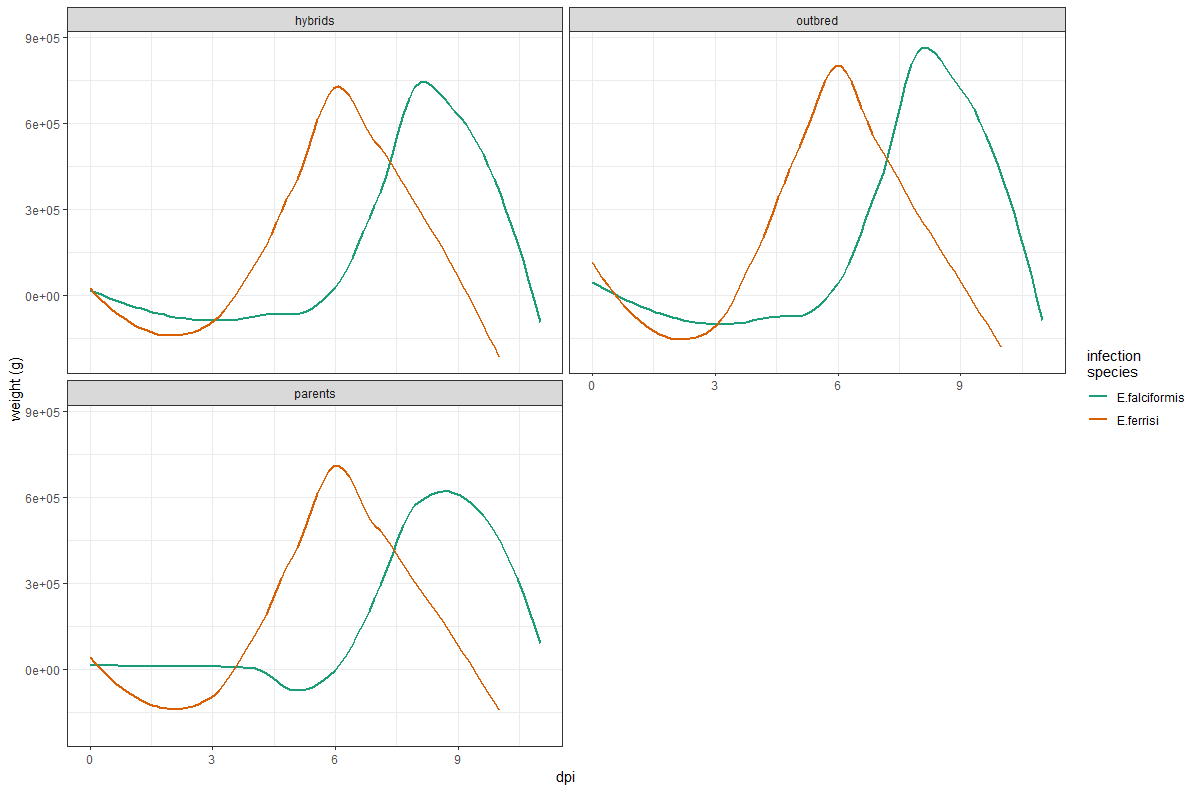 hybrids
outbred
9e+05
6e+05
3e+05
0e+00
0
3
6
9
parents
9e+05
6e+05
3e+05
0e+00
0
3
6
9
weight (g)
dpi
infection
species
E.falciformis
E.ferrisi